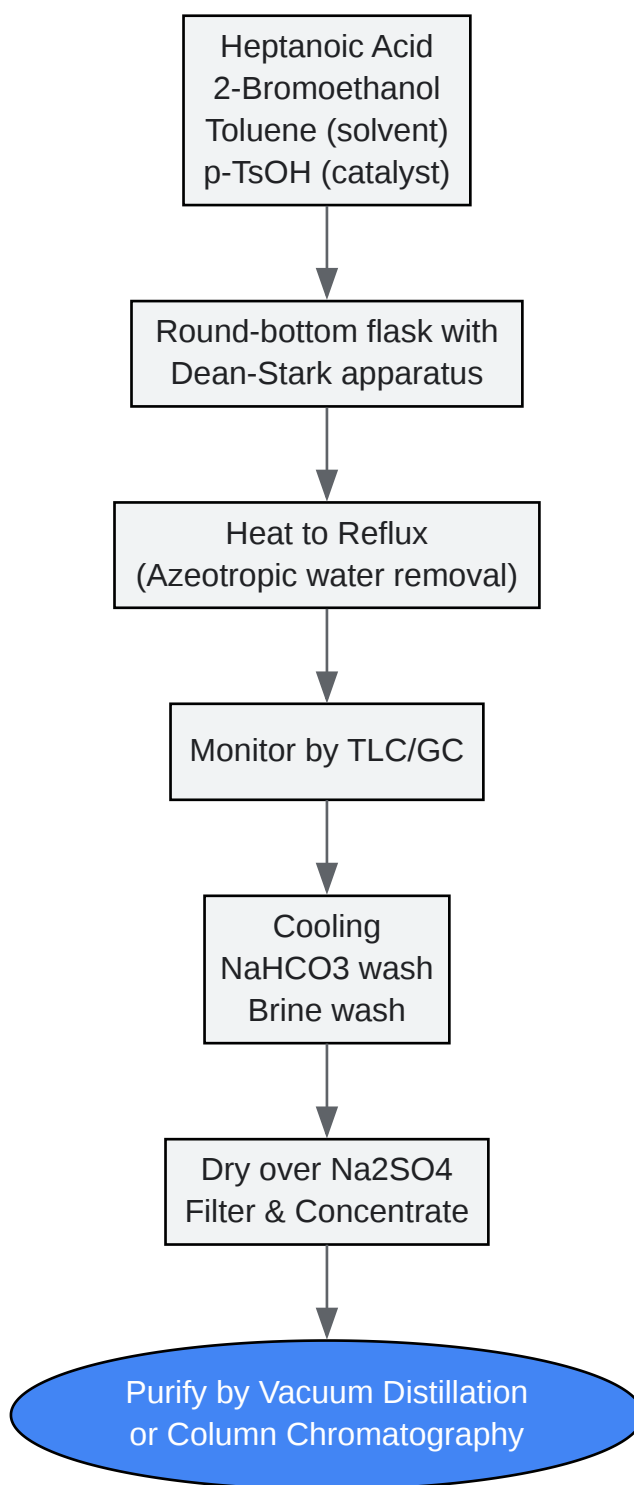 Heptanoic Acid
2-Bromoethanol
Toluene (solvent)
p-TsOH (catalyst)
Round-bottom flask with
Dean-Stark apparatus
Heat to Reflux
(Azeotropic water removal)
Monitor by TLC/GC
Cooling
NaHCO3 wash
Brine wash
Dry over Na2SO4
Filter & Concentrate
Purify by Vacuum Distillation
or Column Chromatography